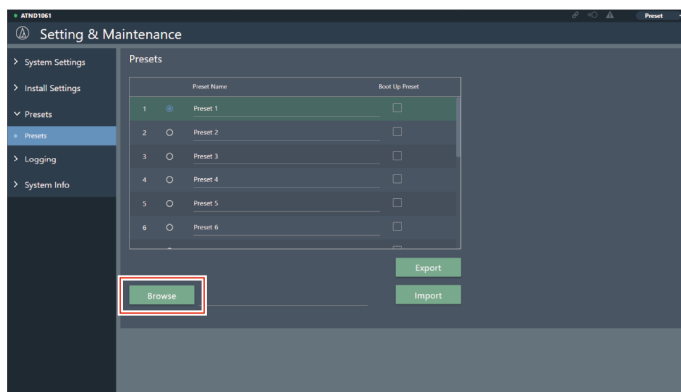 ATND1061
Preset
Setting & Maintenance
System Settings
Install Settings
Presets
Presets
Logging
System Info
Presets
Preset Name Boot Up Preset
1 Preset 1
2 Preset 2
3 Preset 3
4 Preset 4
5 Preset 5
6 Preset 6
Export
Browse
Import